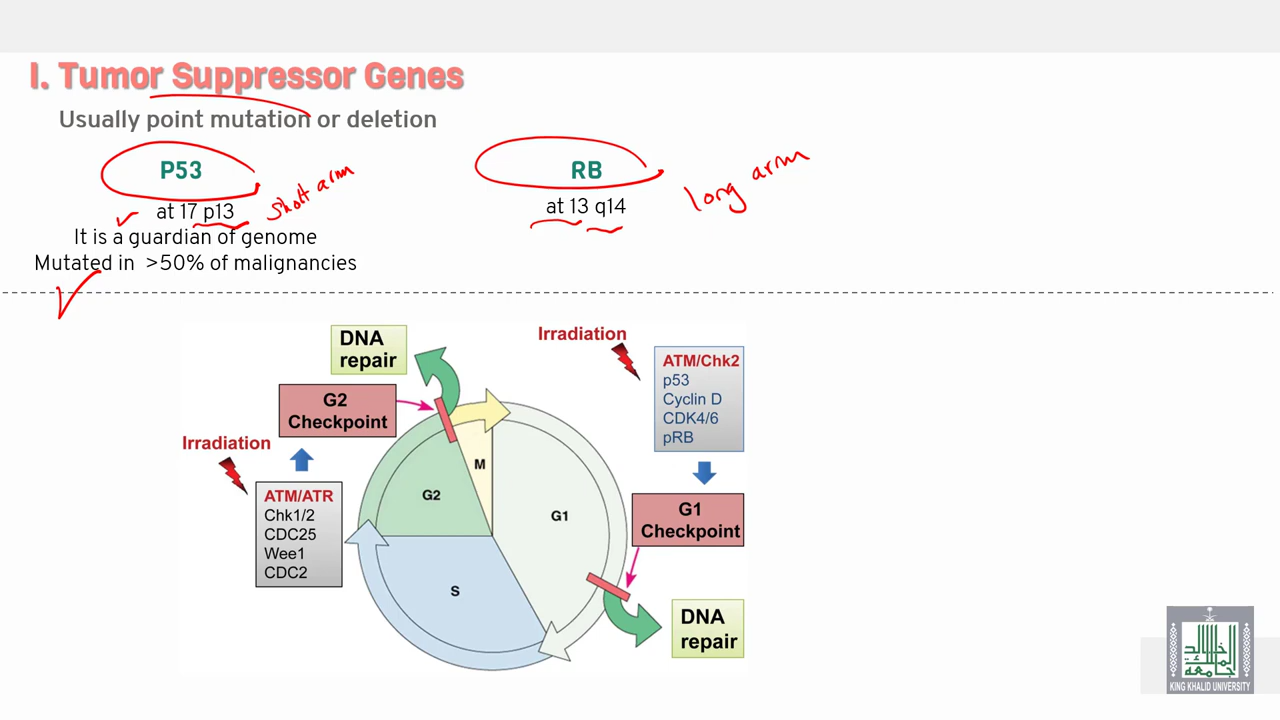 I. Tumor Suppressor Genes
Usually point mutation or deletion
P53
at 17 p13
short arm
It is a guardian of genome
Mutated in >50% of malignancies
RB
at 13 q14
long arm
DNA
repair
G2
Checkpoint
Irradiation
ATM/ATR
Chk1/2
CDC25
Wee1
CDC2
Irradiation
ATM/Chk2
p53
Cyclin D
CDK4/6
pRB
G1
Checkpoint
DNA
repair
M
G2
G1
S
KING KHALID UNIVERSITY